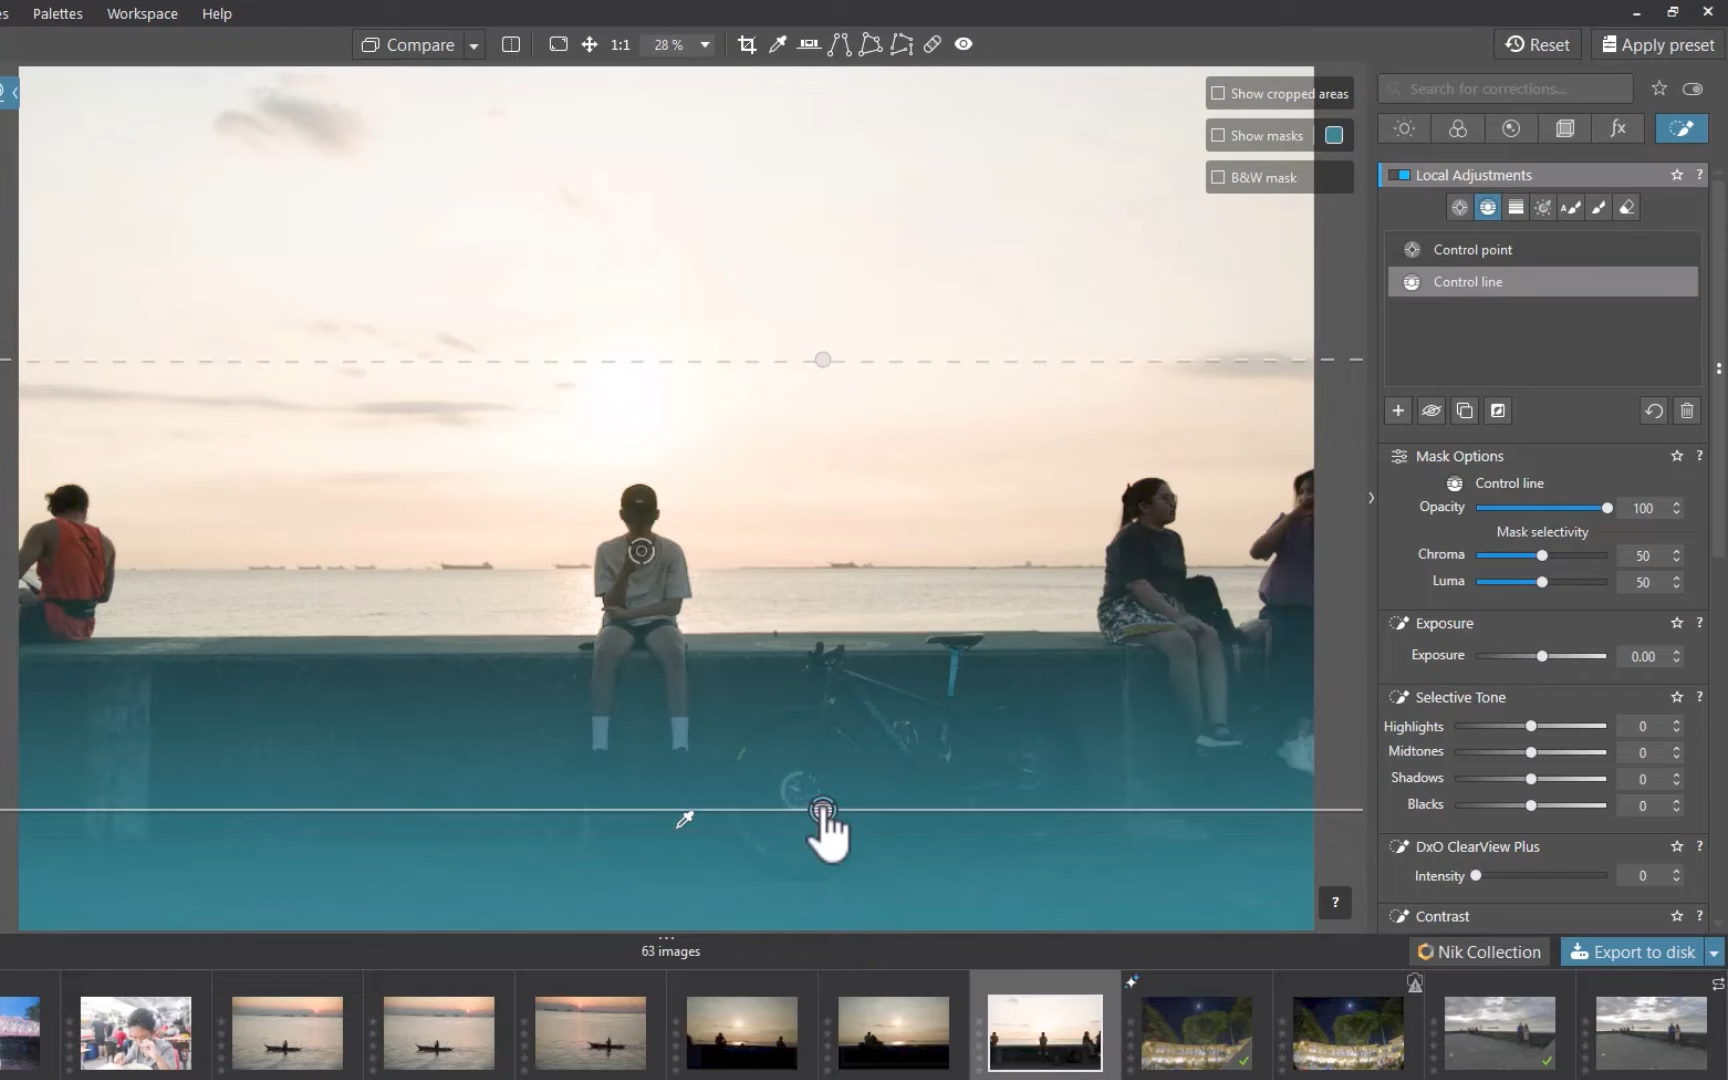 es Palettes Workspace Help
Compare 1:1 28 % Reset Apply preset
Show cropped areas
Show masks
B&W mask
Search for corrections...
fx
Local Adjustments ?
A
Control point
Control line
Mask Options ?
Control line
Opacity 100
Mask selectivity
Chroma 50
Luma 50
Exposure ?
Exposure 0.00
Selective Tone ?
Highlights 0
Midtones 0
Shadows 0
Blacks 0
DxO ClearView Plus ?
Intensity 0
Contrast ?
?
63 images
Nik Collection Export to disk